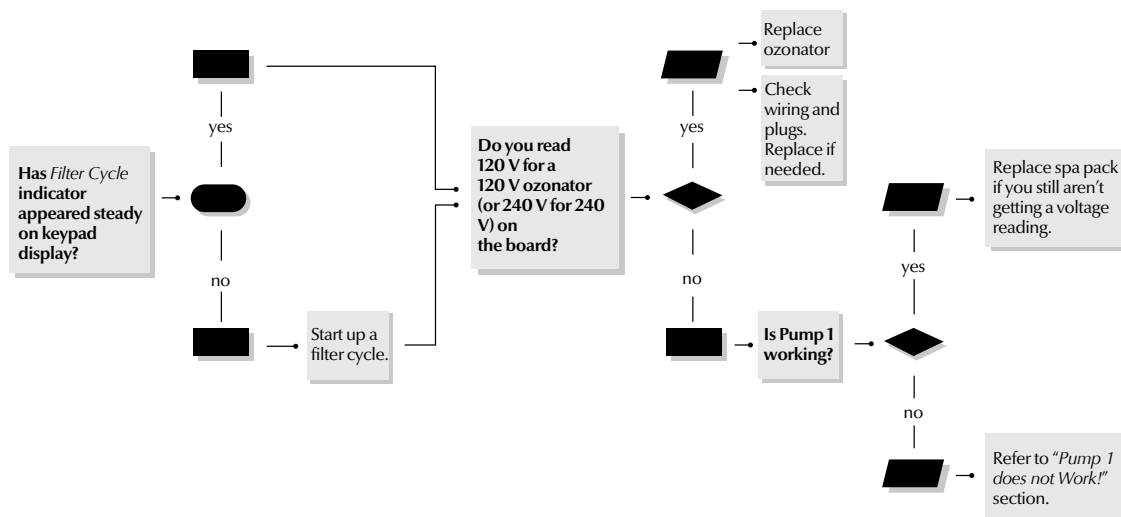 Has Filter Cycle
indicator
appeared steady
on keypad
display?
yes
no
Start up a
filter cycle.
Do you read
120 V for a
120 V ozonator
(or 240 V for 240
V) on
the board?
yes
no
Replace
ozonator
Check
wiring and
plugs.
Replace if
needed.
Is Pump 1
working?
yes
no
Replace spa pack
if you still aren't
getting a voltage
reading.
Refer to "Pump 1
does not Work!"
section.